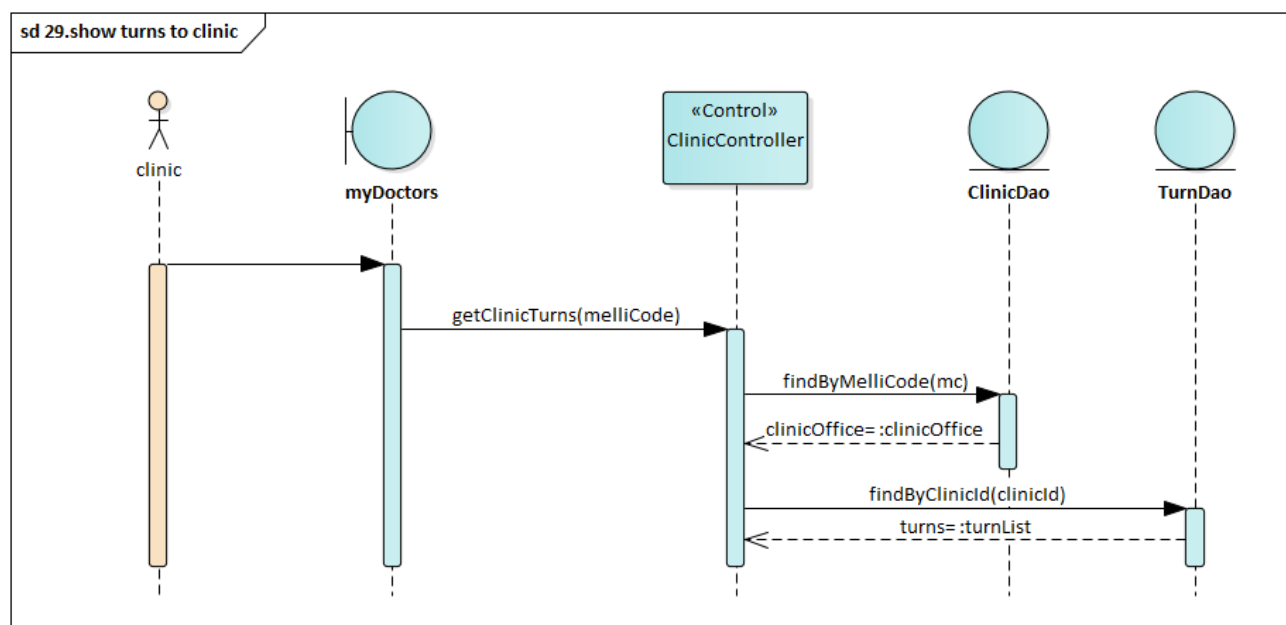 sd 29.show turns to clinic
clinic
myDoctors
«Control»
ClinicController
ClinicDao
TurnDao
getClinicTurns(melliCode)
findByMelliCode(mc)
clinicOffice= :clinicOffice
findByClinicId(clinicId)
turns= :turnList